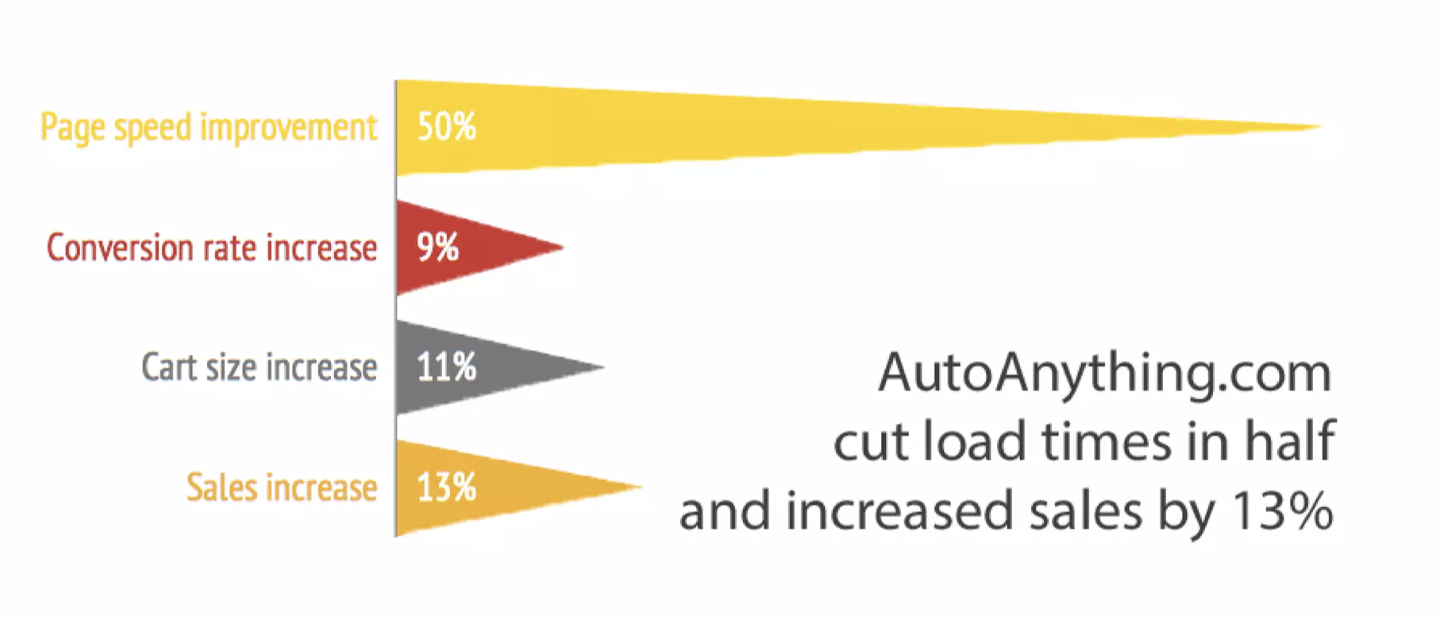 Page speed improvement 50%
Conversion rate increase 9%
Cart size increase 11%
Sales increase 13%
AutoAnything.com
cut load times in half
and increased sales by 13%